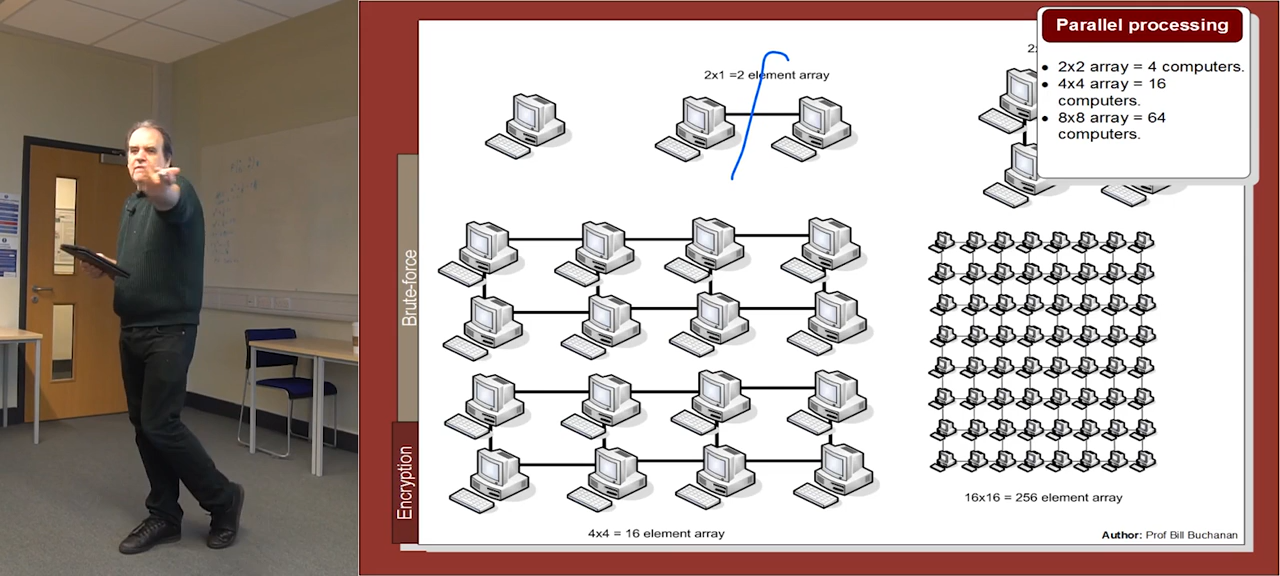 Parallel processing
2x1 =2 element array
• 2x2 array = 4 computers.
• 4x4 array = 16
computers.
• 8x8 array = 64
computers.
Brute-force
Encryption
16x16 = 256 element array
4x4 = 16 element array
Author: Prof Bill Buchanan